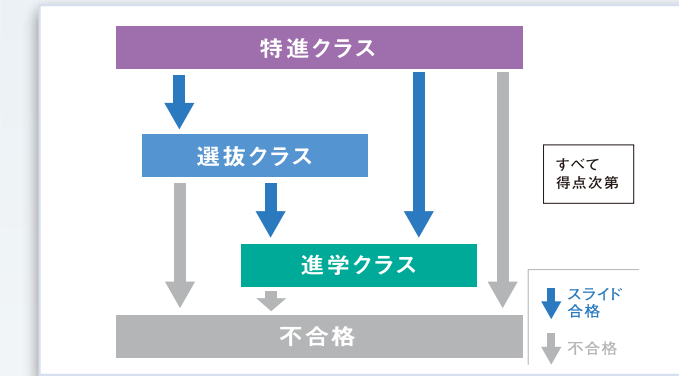 特進クラス
選抜クラス
すべて
得点次第
進学クラス
スライド
合格
不合格
不合格